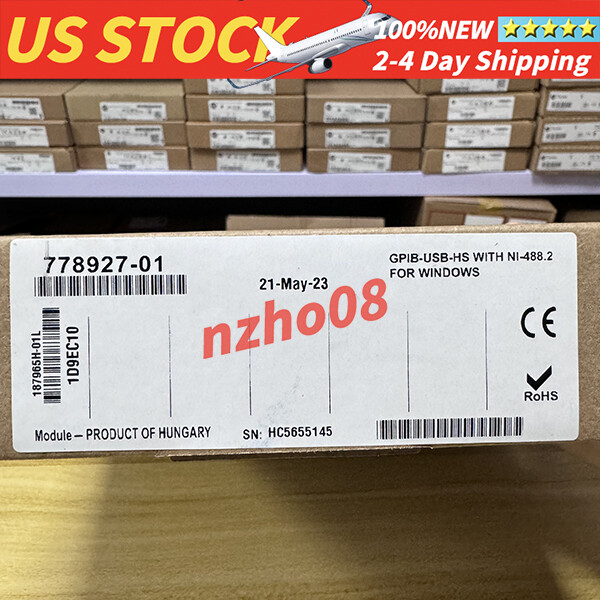 US STOCK
100%NEW
2-4 Day Shipping
778927-01
21-May-23
GPIB-USB-HS WITH NI-488.2
FOR WINDOWS
nzho08
187965H-01L
1D9EC10
CE
RoHS
Module – PRODUCT OF HUNGARY
SN: HC5655145